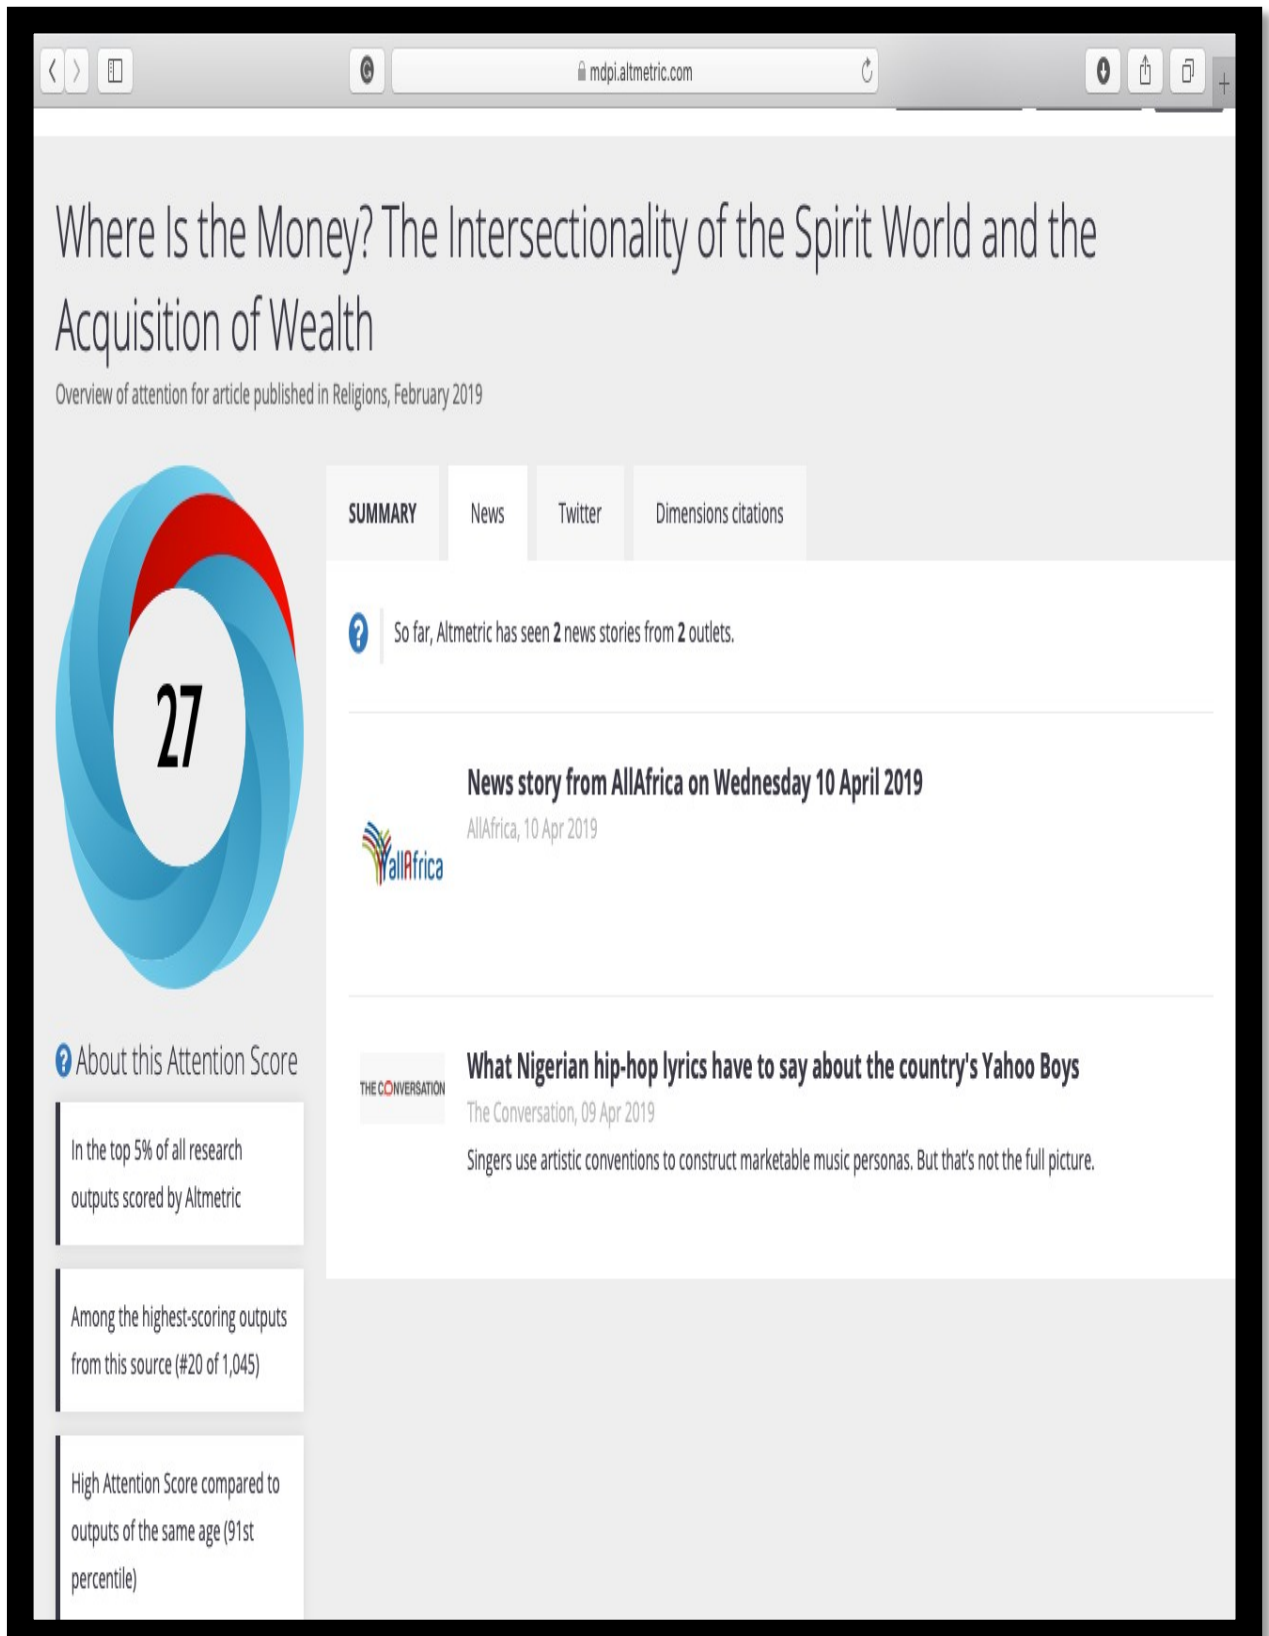 mdpi.altmetric.com
Where Is the Money? The Intersectionality of the Spirit World and the
Acquisition of Wealth
Overview of attention for article published in Religions, February 2019
SUMMARY News Twitter Dimensions citations
27
? So far, Altmetric has seen 2 news stories from 2 outlets.
allAfrica
News story from AllAfrica on Wednesday 10 April 2019
AllAfrica, 10 Apr 2019
? About this Attention Score
In the top 5% of all research
outputs scored by Altmetric
Among the highest-scoring outputs
from this source (#20 of 1,045)
High Attention Score compared to
outputs of the same age (91st
percentile)
THE CONVERSATION
What Nigerian hip-hop lyrics have to say about the country's Yahoo Boys
The Conversation, 09 Apr 2019
Singers use artistic conventions to construct marketable music personas. But that's not the full picture.